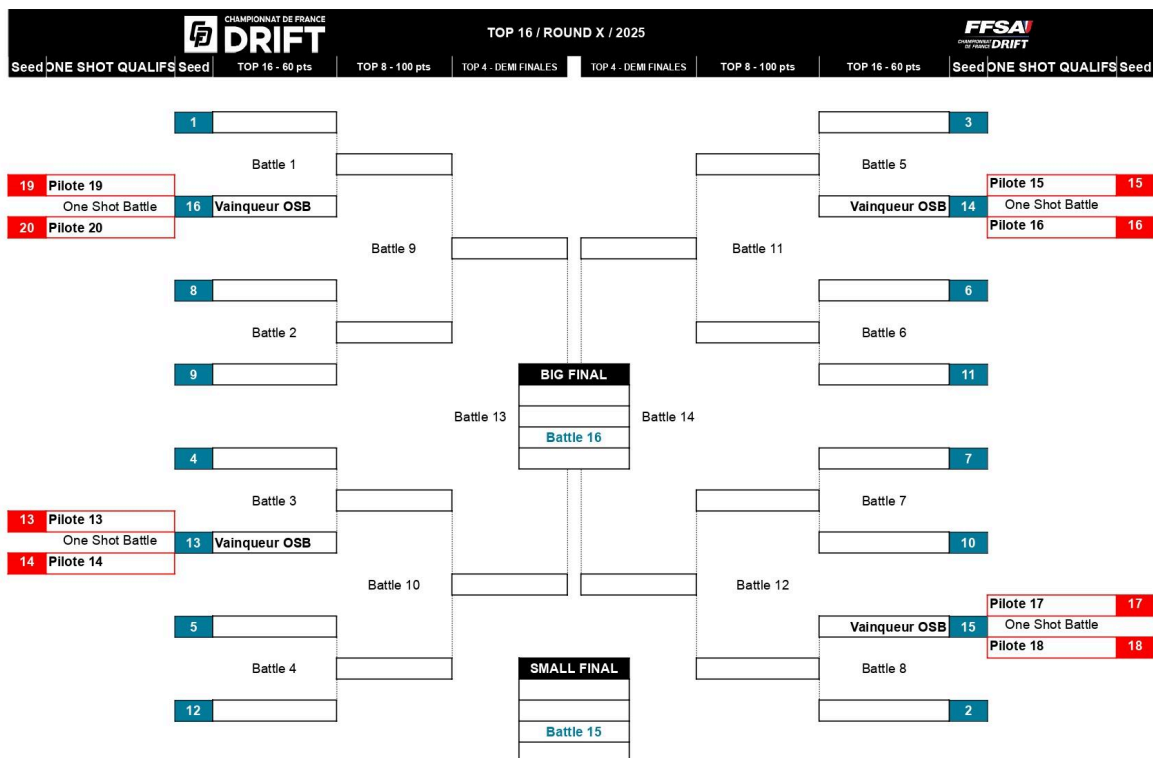 CHAMPIONNAT DE FRANCE
DRIFT
TOP 16 / ROUND X / 2025
FFSA
CHAMPIONNAT DE FRANCE DRIFT
Seed ONE SHOT QUALIFS Seed TOP 16 - 60 pts TOP 8 - 100 pts TOP 4 - DEMI FINALES TOP 4 - DEMI FINALES TOP 8 - 100 pts TOP 16 - 60 pts Seed ONE SHOT QUALIFS Seed
1 3
Battle 1 Battle 5
19 Pilote 19 Pilote 15 15
One Shot Battle 16 Vainqueur OSB Vainqueur OSB 14 One Shot Battle
20 Pilote 20 Pilote 16 16
Battle 9 Battle 11
8 6
Battle 2 Battle 6
9 BIG FINAL 11
Battle 13 Battle 14
Battle 16
4 7
Battle 3 Battle 7
13 Pilote 13
One Shot Battle 13 Vainqueur OSB 10
14 Pilote 14
Battle 10 Battle 12
Pilote 17 17
5 Vainqueur OSB 15 One Shot Battle
Pilote 18 18
Battle 4 SMALL FINAL Battle 8
12 2
Battle 15